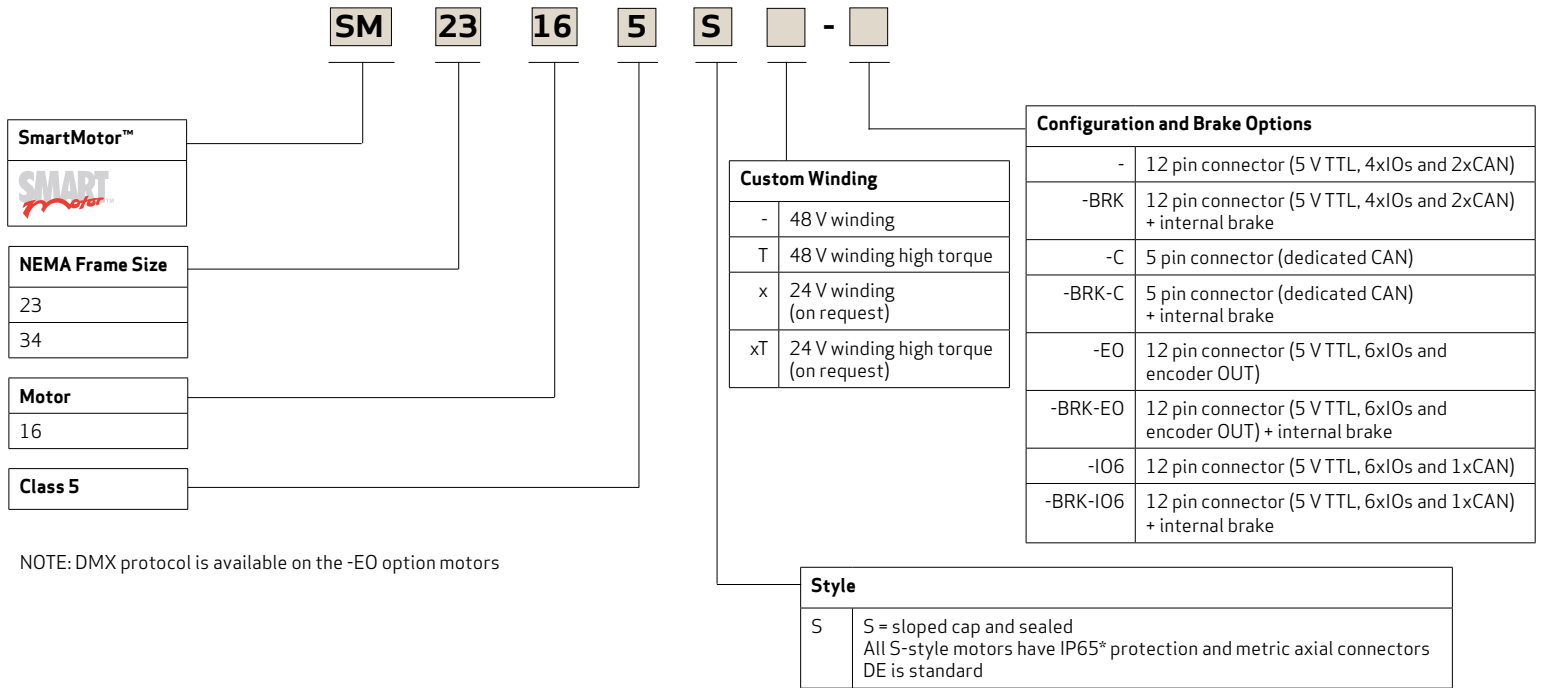 SM 23 16 5 S -
SmartMotor™
SMART
motor™
NEMA Frame Size
23
34
Motor
16
Class 5
NOTE: DMX protocol is available on the -EO option motors
Custom Winding
- 48 V winding
T 48 V winding high torque
x 24 V winding
(on request)
xT 24 V winding high torque
(on request)
Configuration and Brake Options
- 12 pin connector (5 V TTL, 4xIOs and 2xCAN)
-BRK 12 pin connector (5 V TTL, 4xIOs and 2xCAN)
+ internal brake
-C 5 pin connector (dedicated CAN)
-BRK-C 5 pin connector (dedicated CAN)
+ internal brake
-EO 12 pin connector (5 V TTL, 6xIOs and
encoder OUT)
-BRK-EO 12 pin connector (5 V TTL, 6xIOs and
encoder OUT) + internal brake
-IO6 12 pin connector (5 V TTL, 6xIOs and 1xCAN)
-BRK-IO6 12 pin connector (5 V TTL, 6xIOs and 1xCAN)
+ internal brake
Style
S S = sloped cap and sealed
All S-style motors have IP65* protection and metric axial connectors
DE is standard